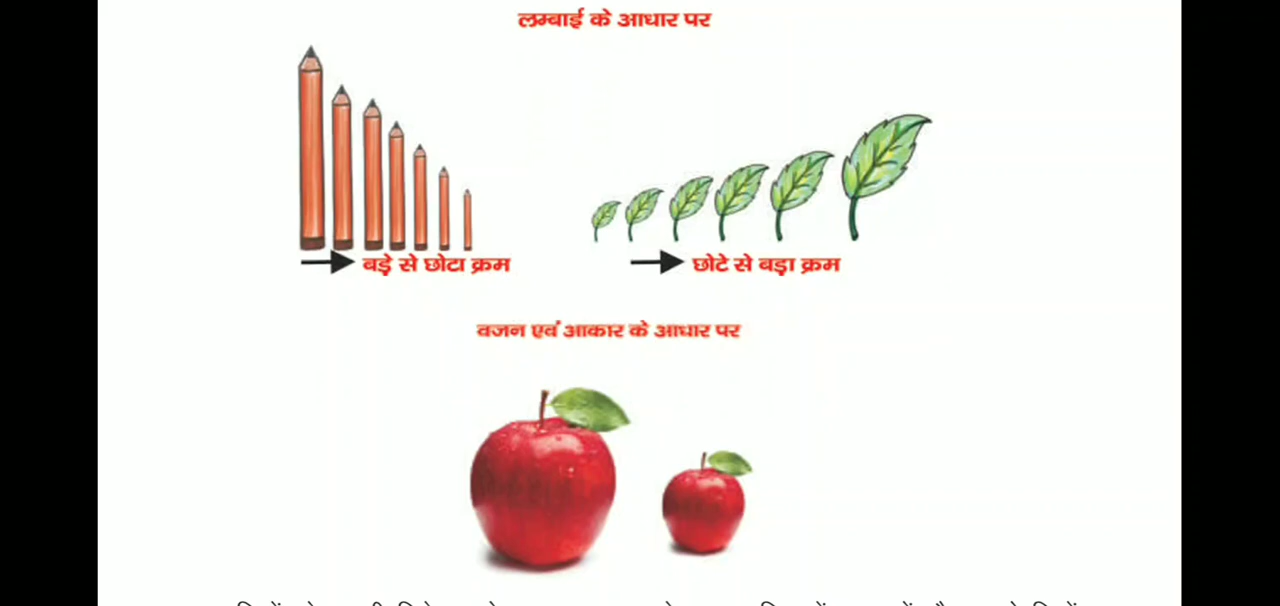 लम्बाई के आधार पर
बड़े से छोटा क्रम
छोटे से बड़ा क्रम
वजन एवं आकार के आधार पर